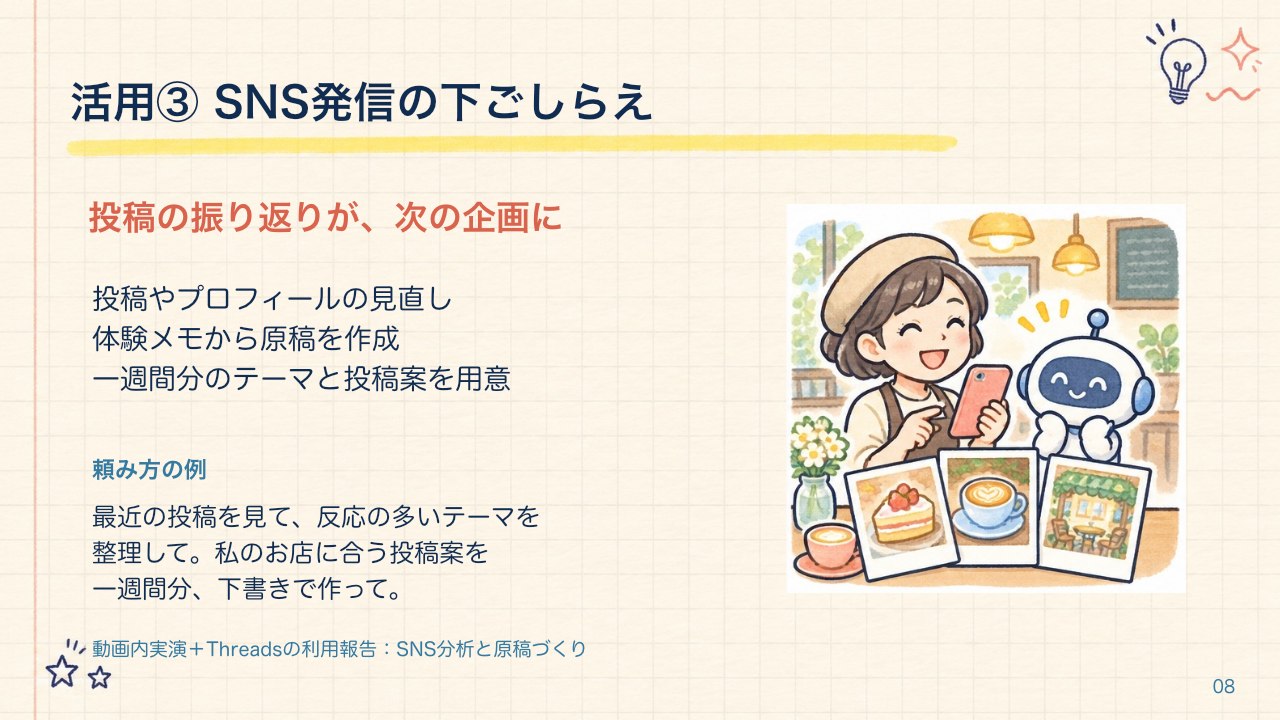 活用③ SNS発信の下ごしらえ
投稿の振り返りが、次の企画に
投稿やプロフィールの見直し
体験メモから原稿を作成
一週間分のテーマと投稿案を用意
頼み方の例
最近の投稿を見て、反応の多いテーマを
整理して。私のお店に合う投稿案を
一週間分、下書きで作って。
動画内実演＋Threadsの利用報告：SNS分析と原稿づくり
08